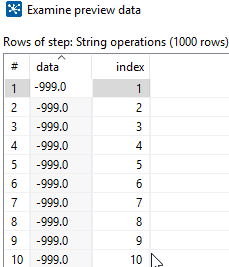 Examine preview data
Rows of step: String operations (1000 rows)
# data index
1 -999.0 1
2 -999.0 2
3 -999.0 3
4 -999.0 4
5 -999.0 5
6 -999.0 6
7 -999.0 7
8 -999.0 8
9 -999.0 9
10 -999.0 10